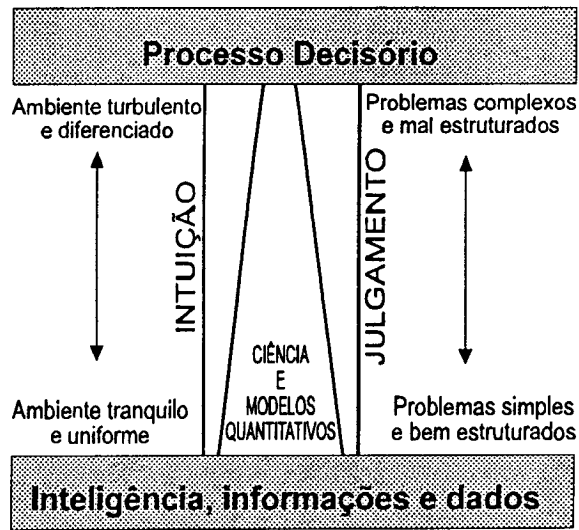 Processo Decisório
Ambiente turbulento
e diferenciado
Problemas complexos
e mal estruturados
INTUIÇÃO
JULGAMENTO
CIÊNCIA
E
MODELOS
QUANTITATIVOS
Ambiente tranquilo
e uniforme
Problemas simples
e bem estruturados
Inteligência, informações e dados